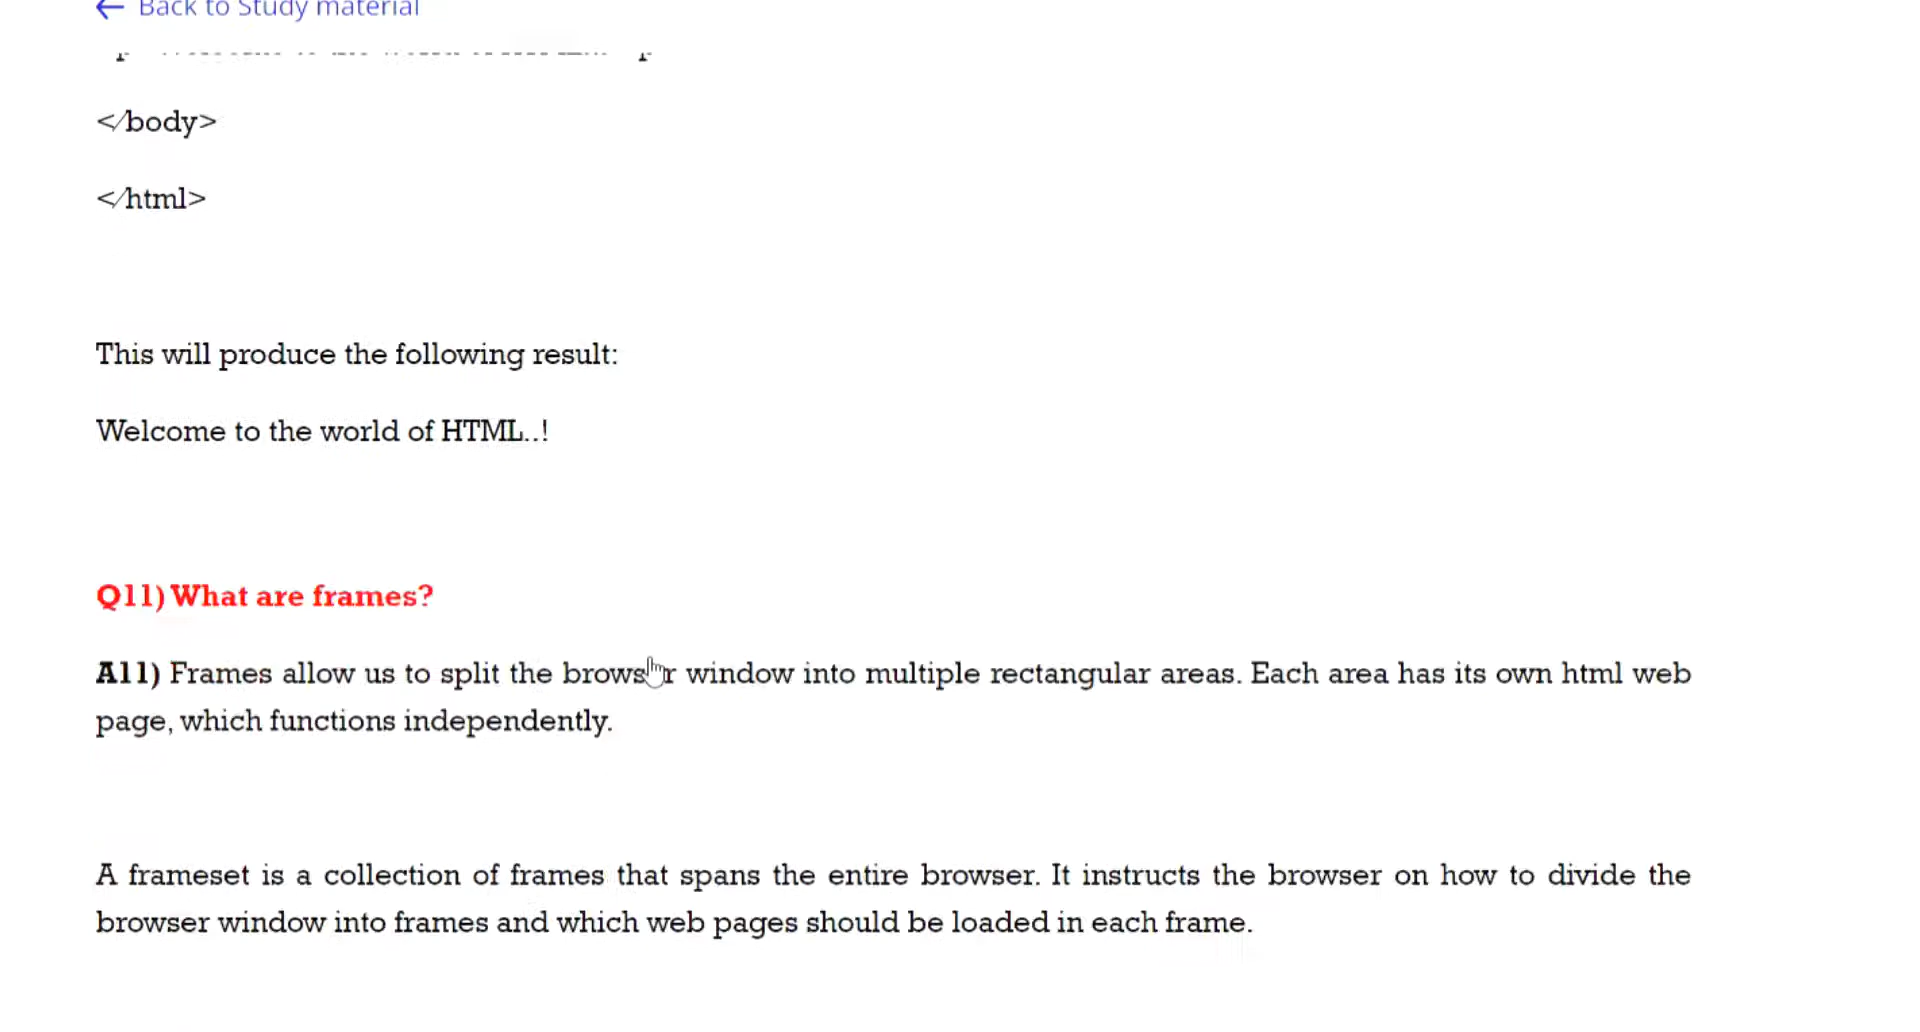 ← Back to Study material
</body>
</html>
This will produce the following result:
Welcome to the world of HTML..!
Q11) What are frames?
A11) Frames allow us to split the browser window into multiple rectangular areas. Each area has its own html web
page, which functions independently.
A frameset is a collection of frames that spans the entire browser. It instructs the browser on how to divide the
browser window into frames and which web pages should be loaded in each frame.